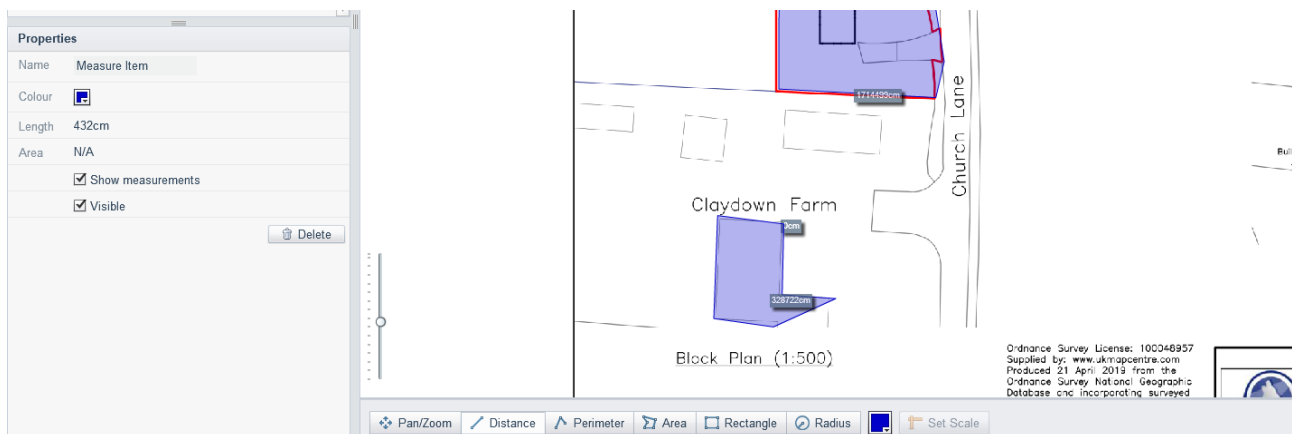 Properties
Name Measure Item
Colour
Length 432cm
Area N/A
Show measurements
Visible
Delete
1714499cm
Church Lane
Claydown Farm
0cm
328722cm
Block Plan (1:500)
Ordnance Survey License: 100048957
Supplied by: www.ukmapcentre.com
Produced 21 April 2019 from the
Ordnance Survey National Geographic
Database and incorporating surveyed
Pan/Zoom Distance Perimeter Area Rectangle Radius Set Scale